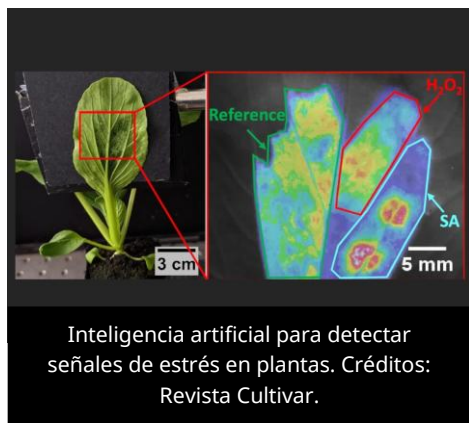 Reference
H₂O₂
SA
3 cm
5 mm
Inteligencia artificial para detectar
señales de estrés en plantas. Créditos:
Revista Cultivar.